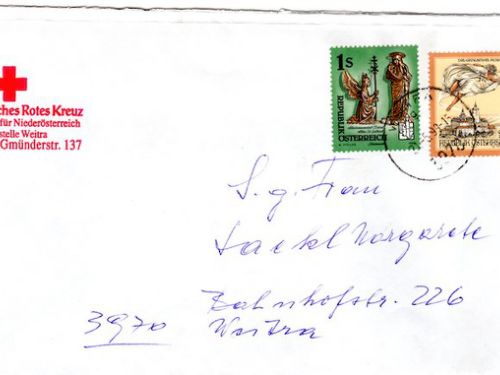 ches Rotes Kreuz
für Niederösterreich
stelle Weitra
Gmünderstr. 137
1S
REPUBLIK
ÖSTERREICH
REPUBLIK ÖSTERREICH
S. g. Frau
Margarete
Bahnhofstr. 226
3970 Weitra